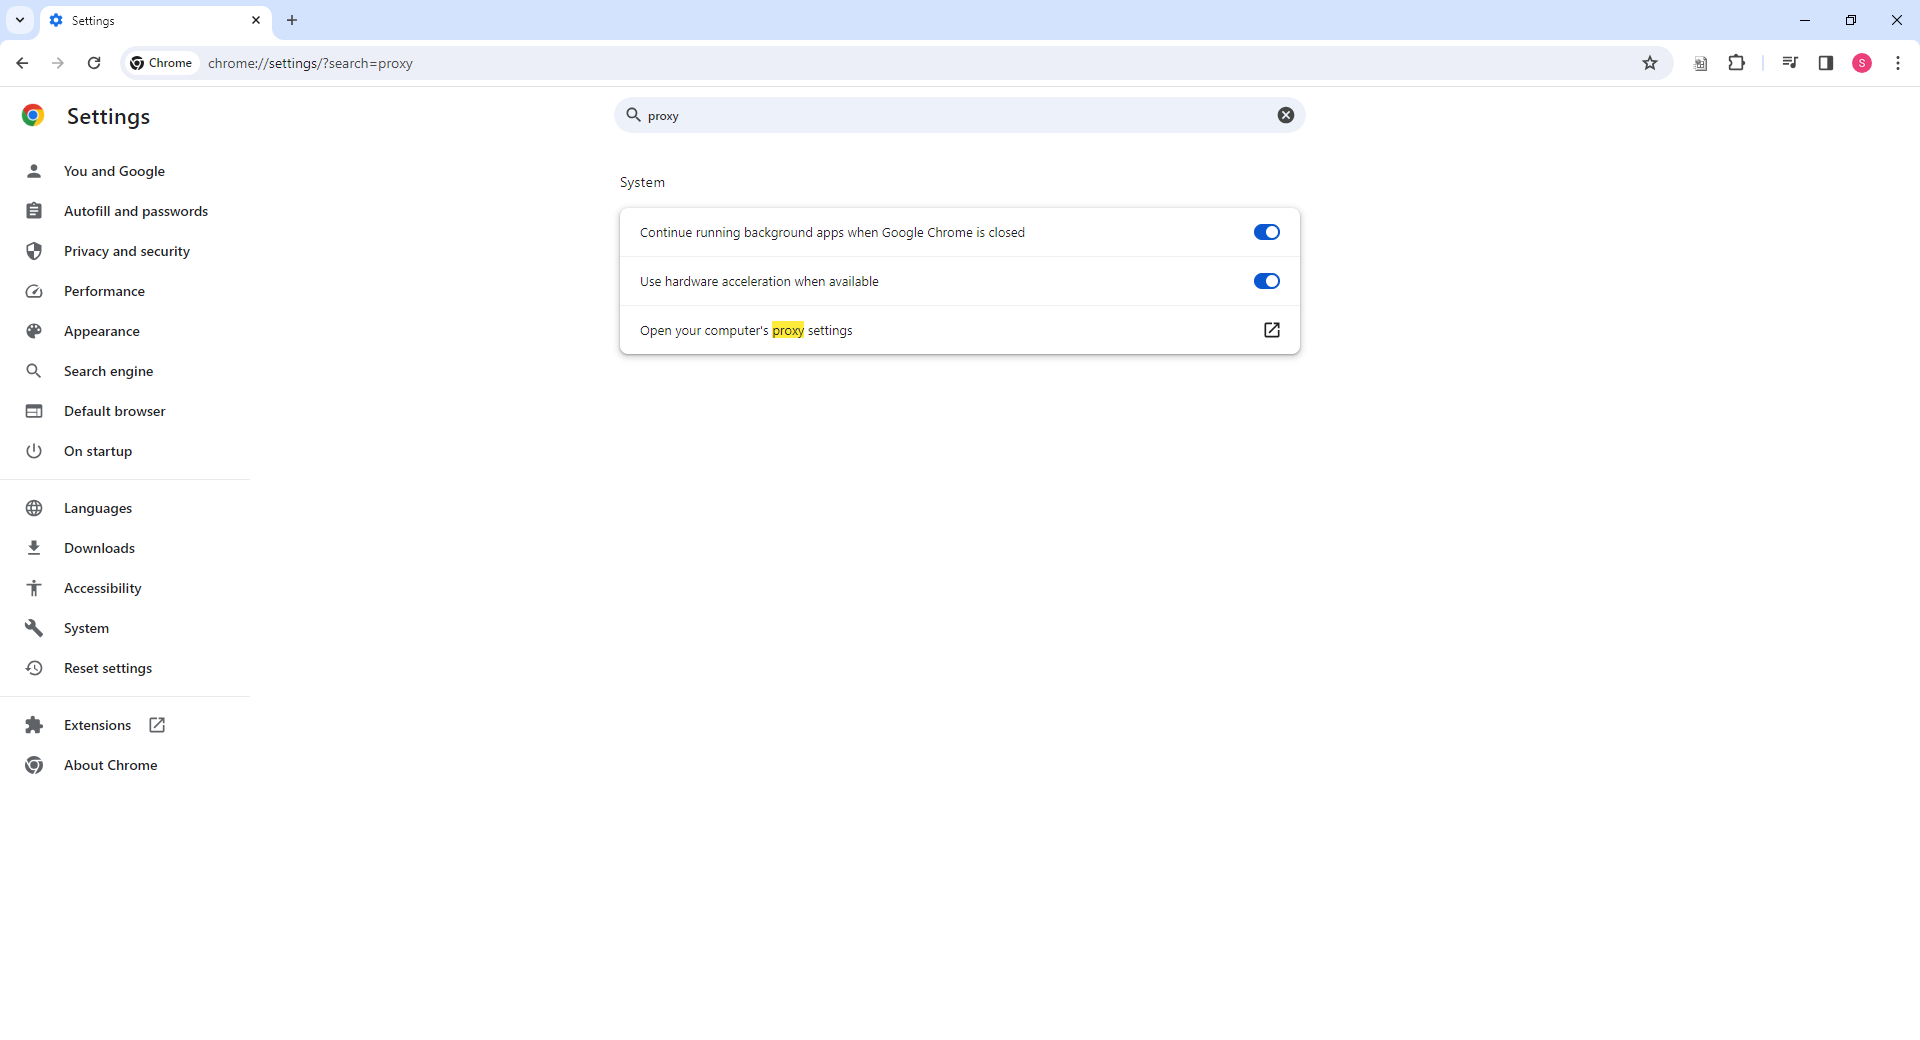 Settings
Chrome
chrome://settings/?search=proxy
S
Settings
proxy
You and Google
Autofill and passwords
Privacy and security
Performance
Appearance
Search engine
Default browser
On startup
Languages
Downloads
Accessibility
System
Reset settings
Extensions
About Chrome
System
Continue running background apps when Google Chrome is closed
Use hardware acceleration when available
Open your computer's proxy settings